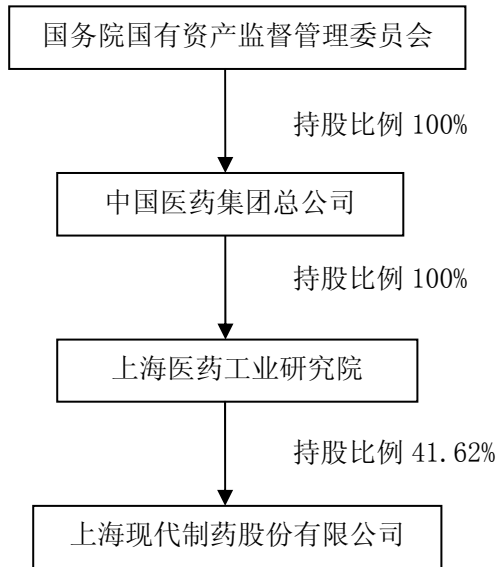 国务院国有资产监督管理委员会
持股比例 100%
中国医药集团总公司
持股比例 100%
上海医药工业研究院
持股比例 41.62%
上海现代制药股份有限公司